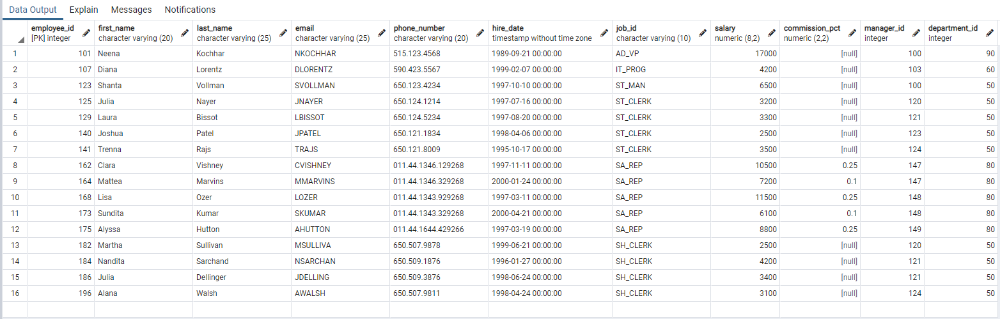 Data Output Explain Messages Notifications
employee_id first_name last_name email phone_number hire_date job_id salary commission_pct manager_id department_id
[PK] integer character varying (20) character varying (25) character varying (25) character varying (20) timestamp without time zone character varying (10) numeric (8,2) numeric (2,2) integer integer
1 101 Neena Kochhar NKOCHHAR 515.123.4568 1989-09-21 00:00:00 AD_VP 17000 [null] 100 90
2 107 Diana Lorentz DLORENTZ 590.423.5567 1999-02-07 00:00:00 IT_PROG 4200 [null] 103 60
3 123 Shanta Vollman SVOLLMAN 650.123.4234 1997-10-10 00:00:00 ST_MAN 6500 [null] 100 50
4 125 Julia Nayer JNAYER 650.124.1214 1997-07-16 00:00:00 ST_CLERK 3200 [null] 120 50
5 129 Laura Bissot LBISSOT 650.124.5234 1997-08-20 00:00:00 ST_CLERK 3300 [null] 121 50
6 140 Joshua Patel JPATEL 650.121.1834 1998-04-06 00:00:00 ST_CLERK 2500 [null] 123 50
7 141 Trenna Rajs TRAJS 650.121.8009 1995-10-17 00:00:00 ST_CLERK 3500 [null] 124 50
8 162 Clara Vishney CVISHNEY 011.44.1346.129268 1997-11-11 00:00:00 SA_REP 10500 0.25 147 80
9 164 Mattea Marvins MMARVINS 011.44.1346.329268 2000-01-24 00:00:00 SA_REP 7200 0.1 147 80
10 168 Lisa Ozer LOZER 011.44.1343.929268 1997-03-11 00:00:00 SA_REP 11500 0.25 148 80
11 173 Sundita Kumar SKUMAR 011.44.1343.329268 2000-04-21 00:00:00 SA_REP 6100 0.1 148 80
12 175 Alyssa Hutton AHUTTON 011.44.1644.429266 1997-03-19 00:00:00 SA_REP 8800 0.25 149 80
13 182 Martha Sullivan MSULLIVA 650.507.9878 1999-06-21 00:00:00 SH_CLERK 2500 [null] 120 50
14 184 Nandita Sarchand NSARCHAN 650.509.1876 1996-01-27 00:00:00 SH_CLERK 4200 [null] 121 50
15 186 Julia Dellinger JDELLING 650.509.3876 1998-06-24 00:00:00 SH_CLERK 3400 [null] 121 50
16 196 Alana Walsh AWALSH 650.507.9811 1998-04-24 00:00:00 SH_CLERK 3100 [null] 124 50